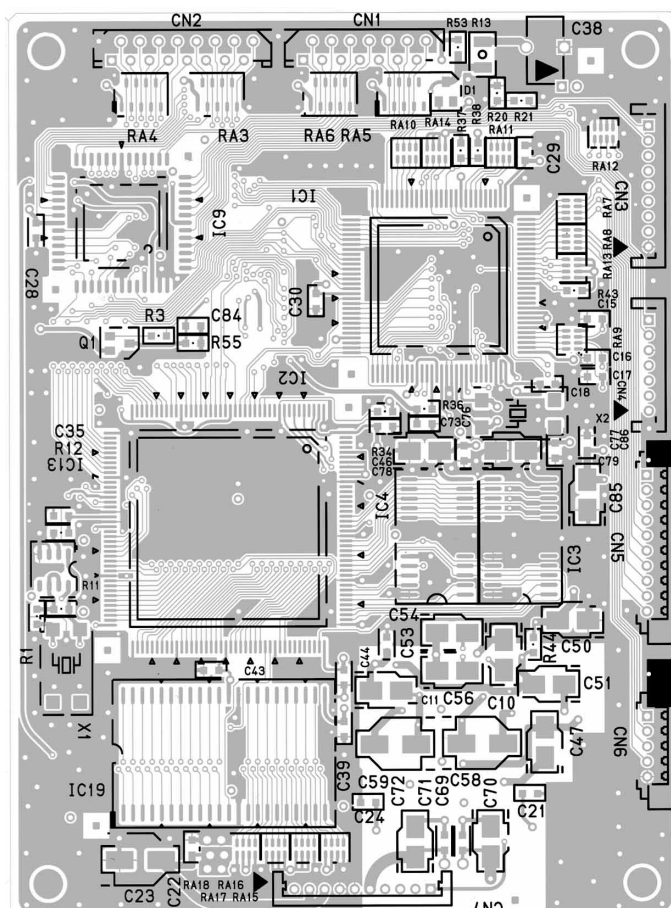 CN2
CN1
R53 R13
C38
D1
RA4
RA3
RA6 RA5
RA10
RA14
R37
R38
R20 R21
RA11
C29
RA12
CN3
IC9
IC1
RA7
RA8
RA13
C28
C30
R43
C15
Q1
R3
C84
R55
RA9
C16
C17
CN4
IC2
C18
R36
C73
C76
X2
C77
C86
C35
R12
IC13
R34
C46
C78
C79
C85
IC4
IC3
CN5
R11
R1
C54
C53
C44
C43
R44
C50
C56
C10
C51
C11
X1
CN6
C47
IC19
C39
C59
C72
C71
C69
C58
C70
C21
C24
C23
C22
RA18 RA16
RA17 RA15
CN7